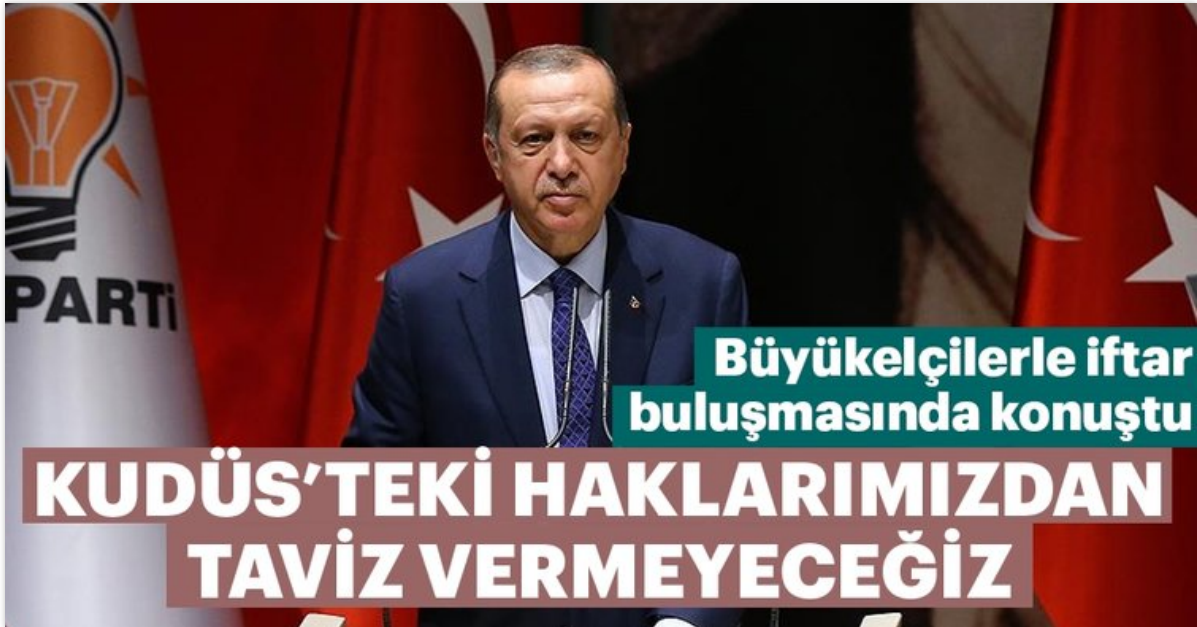 PARTİ
Büyükelçilerle iftar
buluşmasında konuştu
KUDÜS’TEKİ HAKLARIMIZDAN
TAVİZ VERMEYECEĞİZ